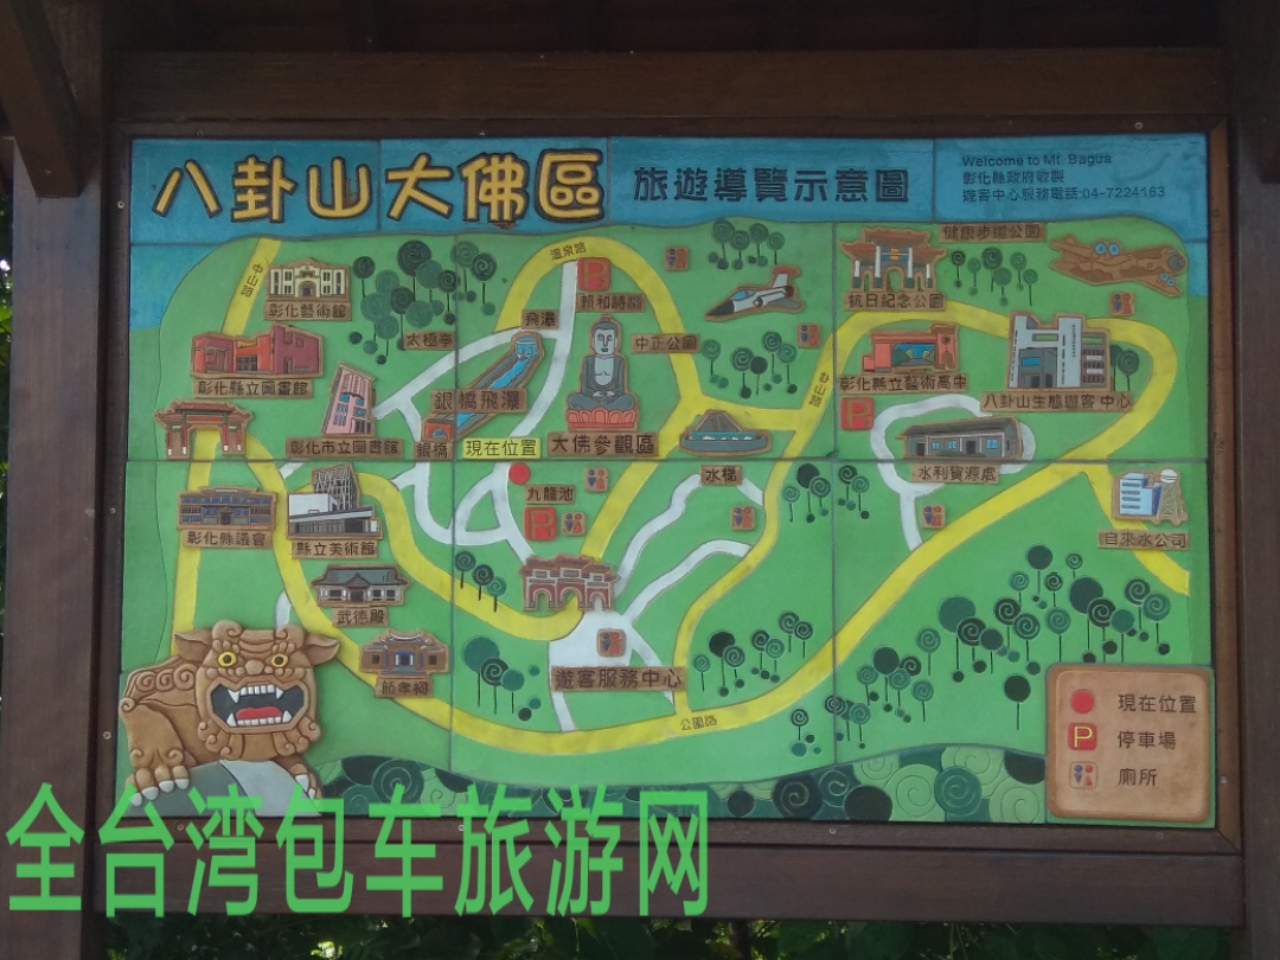 八卦山大佛區
旅遊導覽示意圖
Welcome to Mt. Bagua
彰化縣政府敬製
遊客中心服務電話:04-7224163
健康步道公園
溫泉路
中山路
彰化藝術館
賴和詩牆
抗日紀念公園
飛瀑
太極亭
中正公園
卦山路
彰化縣立圖書館
彰化縣立藝術高中
八卦山生態遊客中心
銀橋飛瀑
彰化市立圖書館
銀橋
現在位置
大佛參觀區
水梯
水利資源處
九龍池
彰化縣議會
縣立美術館
自來水公司
武德殿
節孝祠
遊客服務中心
公園路
現在位置
P
停車場
廁所
全台湾包车旅游网